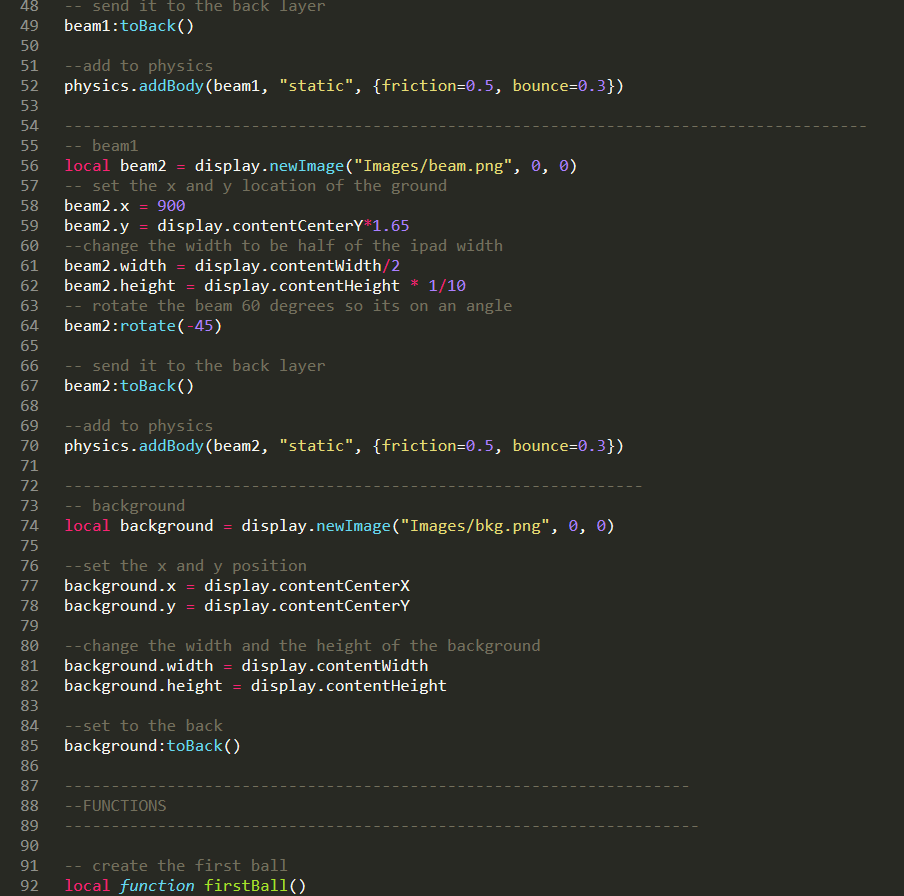 48 -- send it to the back layer
49 beam1:toBack()
50
51 --add to physics
52 physics.addBody(beam1, "static", {friction=0.5, bounce=0.3})
53
54 --------------------------------------------------------------------------------------
55 -- beam1
56 local beam2 = display.newImage("Images/beam.png", 0, 0)
57 -- set the x and y location of the ground
58 beam2.x = 900
59 beam2.y = display.contentCenterY*1.65
60 --change the width to be half of the ipad width
61 beam2.width = display.contentWidth/2
62 beam2.height = display.contentHeight * 1/10
63 -- rotate the beam 60 degrees so its on an angle
64 beam2:rotate(-45)
65
66 -- send it to the back layer
67 beam2:toBack()
68
69 --add to physics
70 physics.addBody(beam2, "static", {friction=0.5, bounce=0.3})
71
72 --------------------------------------------------------------
73 -- background
74 local background = display.newImage("Images/bkg.png", 0, 0)
75
76 --set the x and y position
77 background.x = display.contentCenterX
78 background.y = display.contentCenterY
79
80 --change the width and the height of the background
81 background.width = display.contentWidth
82 background.height = display.contentHeight
83
84 --set to the back
85 background:toBack()
86
87 -------------------------------------------------------------------
88 --FUNCTIONS
89 --------------------------------------------------------------------
90
91 -- create the first ball
92 local function firstBall()